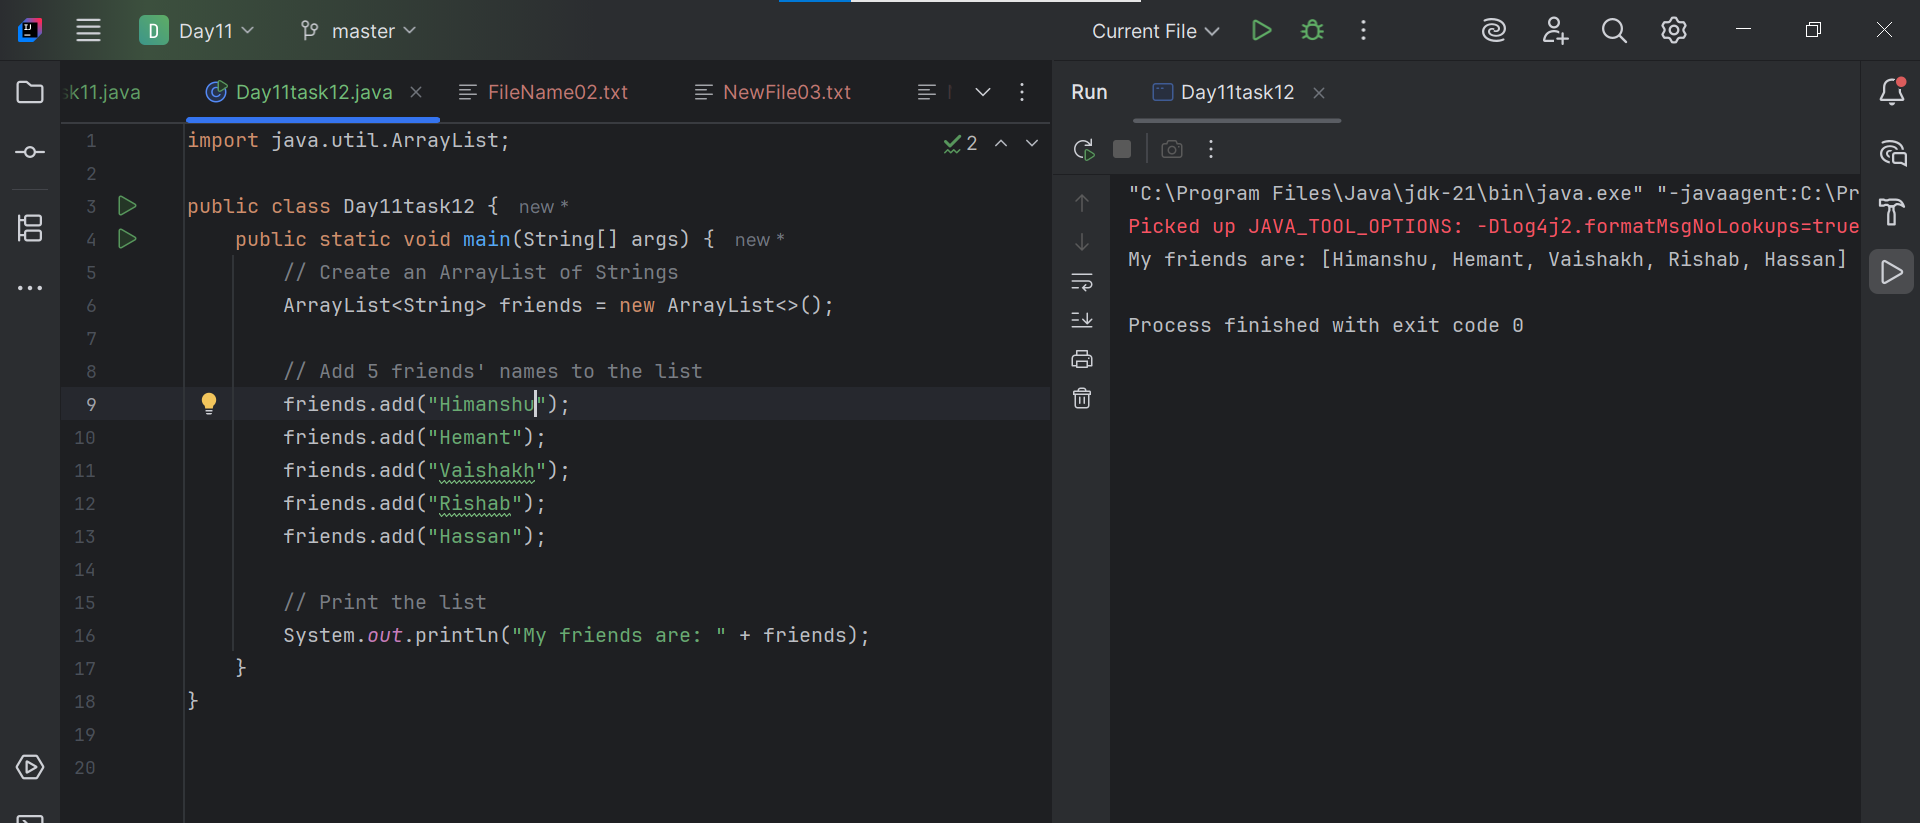 D Day11 master Current File
sk11.java Day11task12.java FileName02.txt NewFile03.txt
Run Day11task12
2
1 import java.util.ArrayList;
2
3 public class Day11task12 { new *
4 public static void main(String[] args) { new *
5 // Create an ArrayList of Strings
6 ArrayList<String> friends = new ArrayList<>();
7
8 // Add 5 friends' names to the list
9 friends.add("Himanshu");
10 friends.add("Hemant");
11 friends.add("Vaishakh");
12 friends.add("Rishab");
13 friends.add("Hassan");
14
15 // Print the list
16 System.out.println("My friends are: " + friends);
17 }
18 }
19
20
"C:\Program Files\Java\jdk-21\bin\java.exe" "-javaagent:C:\Pr
Picked up JAVA_TOOL_OPTIONS: -Dlog4j2.formatMsgNoLookups=true
My friends are: [Himanshu, Hemant, Vaishakh, Rishab, Hassan]
Process finished with exit code 0